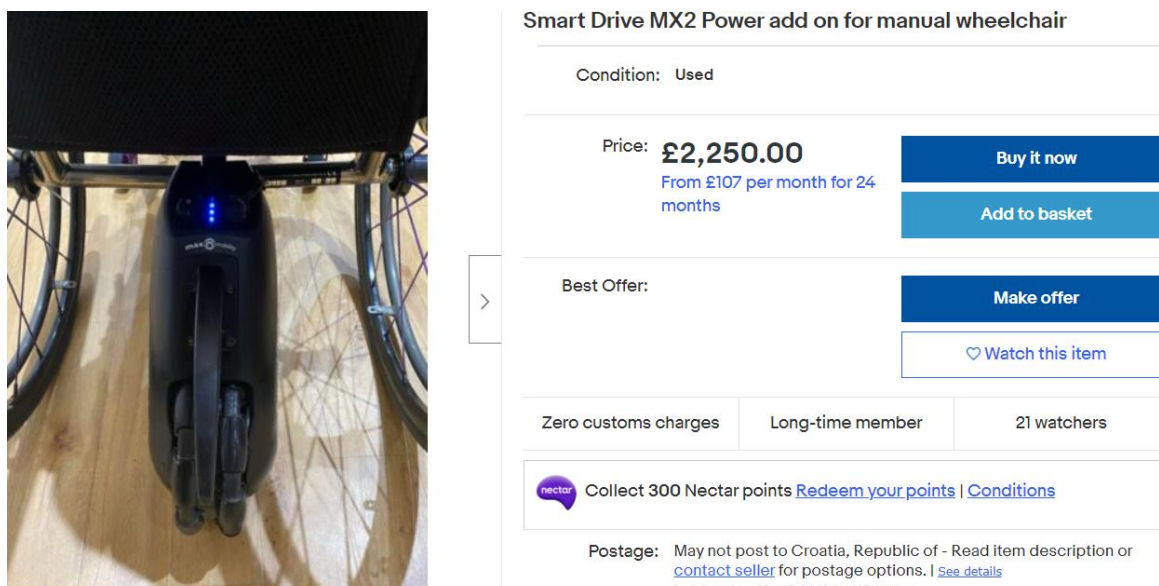 Smart Drive MX2 Power add on for manual wheelchair
Condition: Used
Price: £2,250.00
From £107 per month for 24
months
Buy it now
Add to basket
Best Offer:
Make offer
Watch this item
Zero customs charges
Long-time member
21 watchers
nectar Collect 300 Nectar points Redeem your points | Conditions
Postage: May not post to Croatia, Republic of - Read item description or
contact seller for postage options. | See details